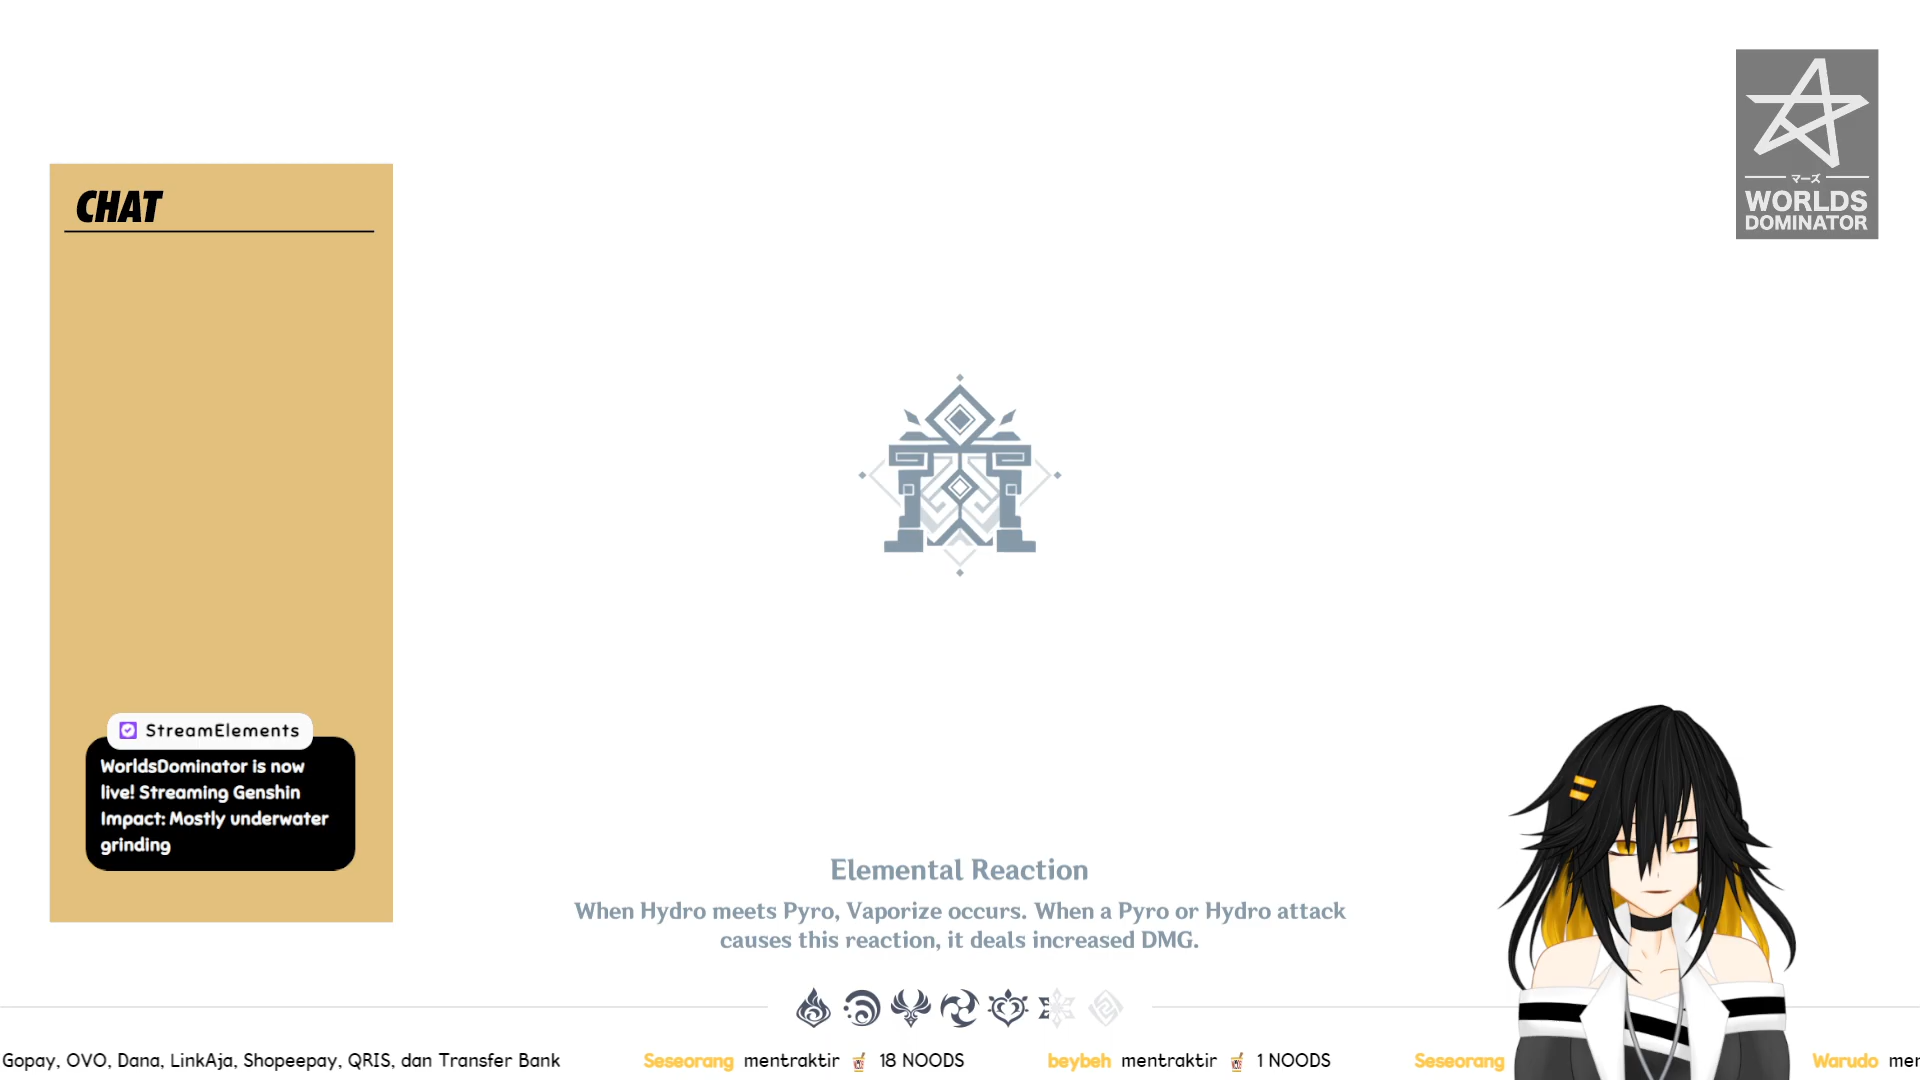 マーズ
WORLDS
DOMINATOR
CHAT
StreamElements
WorldsDominator is now
live! Streaming Genshin
Impact: Mostly underwater
grinding
Elemental Reaction
When Hydro meets Pyro, Vaporize occurs. When a Pyro or Hydro attack
causes this reaction, it deals increased DMG.
Gopay, OVO, Dana, LinkAja, Shopeepay, QRIS, dan Transfer Bank Seseorang mentraktir 18 NOODS beybeh mentraktir 1 NOODS Seseorang Warudo